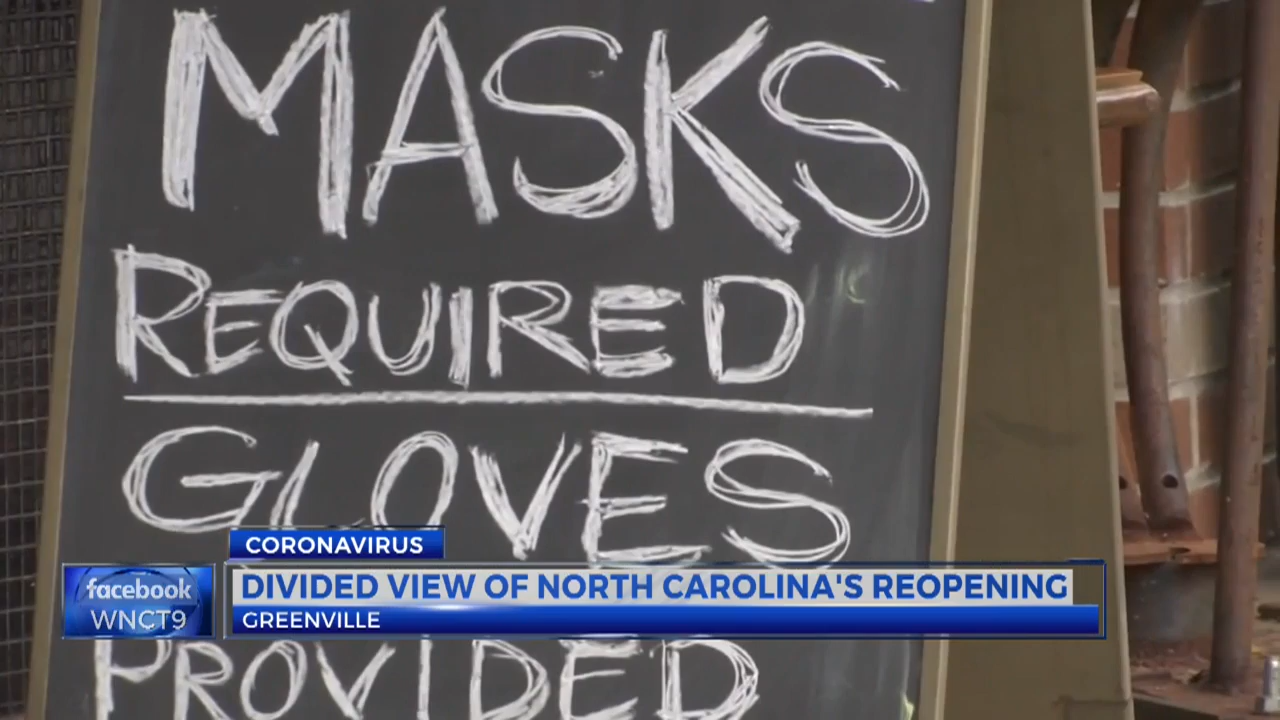 MASKS
REQUIRED
GLOVES
CORONAVIRUS
facebook
WNCT9
DIVIDED VIEW OF NORTH CAROLINA'S REOPENING
GREENVILLE
PROVIDED